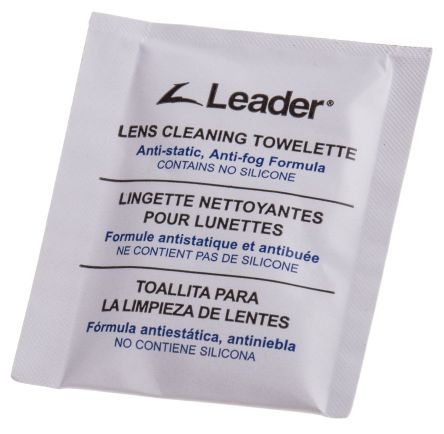 Leader®
LENS CLEANING TOWELETTE
Anti-static, Anti-fog Formula
CONTAINS NO SILICONE
LINGETTE NETTOYANTES
POUR LUNETTES
Formule antistatique et antibuée
NE CONTIENT PAS DE SILICONE
TOALLITA PARA
LA LIMPIEZA DE LENTES
Fórmula antiestática, antiniebla
NO CONTIENE SILICONA